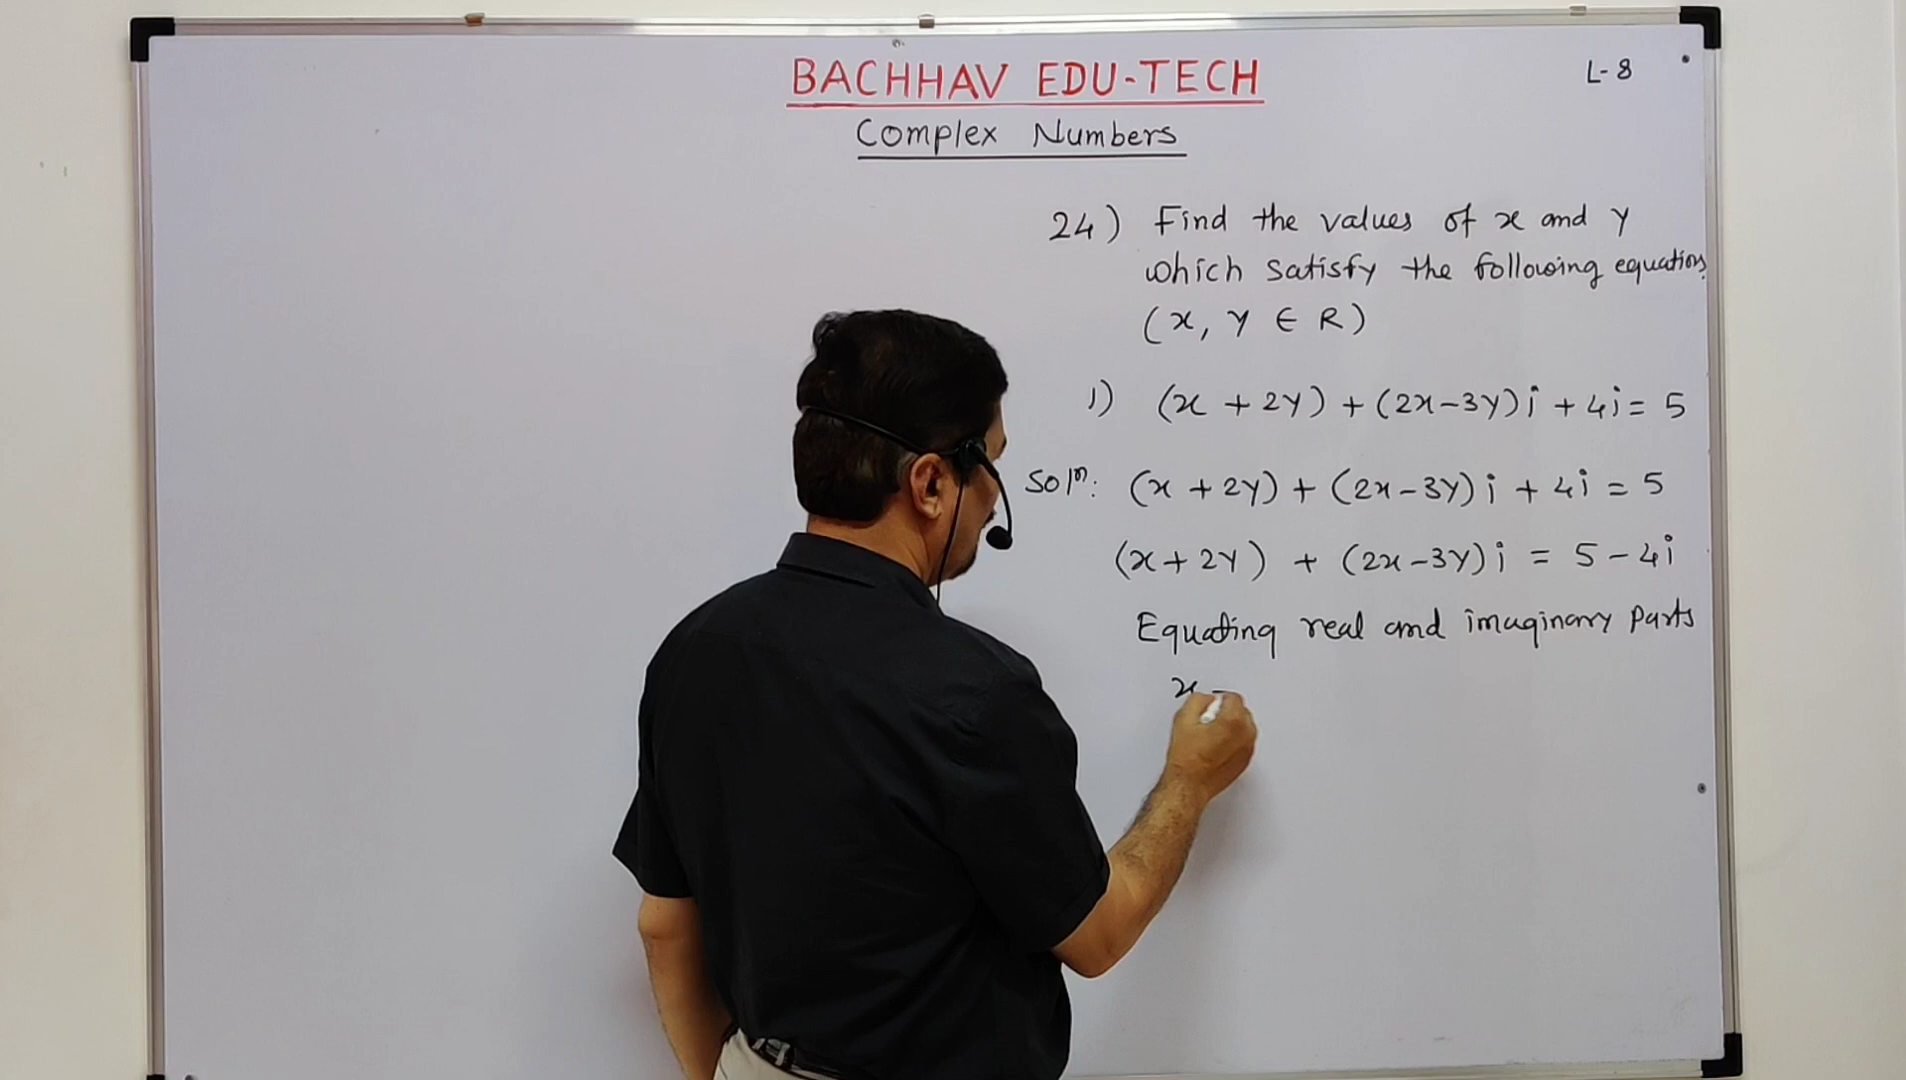 BACHHAV EDU-TECH
L-8
Complex Numbers
24) Find the values of x and y
which satisfy the following equations.
(x, y ∈ R)
1) (x + 2y) + (2x-3y)i + 4i = 5
Solⁿ: (x + 2y) + (2x-3y)i + 4i = 5
(x + 2y) + (2x-3y)i = 5 - 4i
Equating real and imaginary parts
x